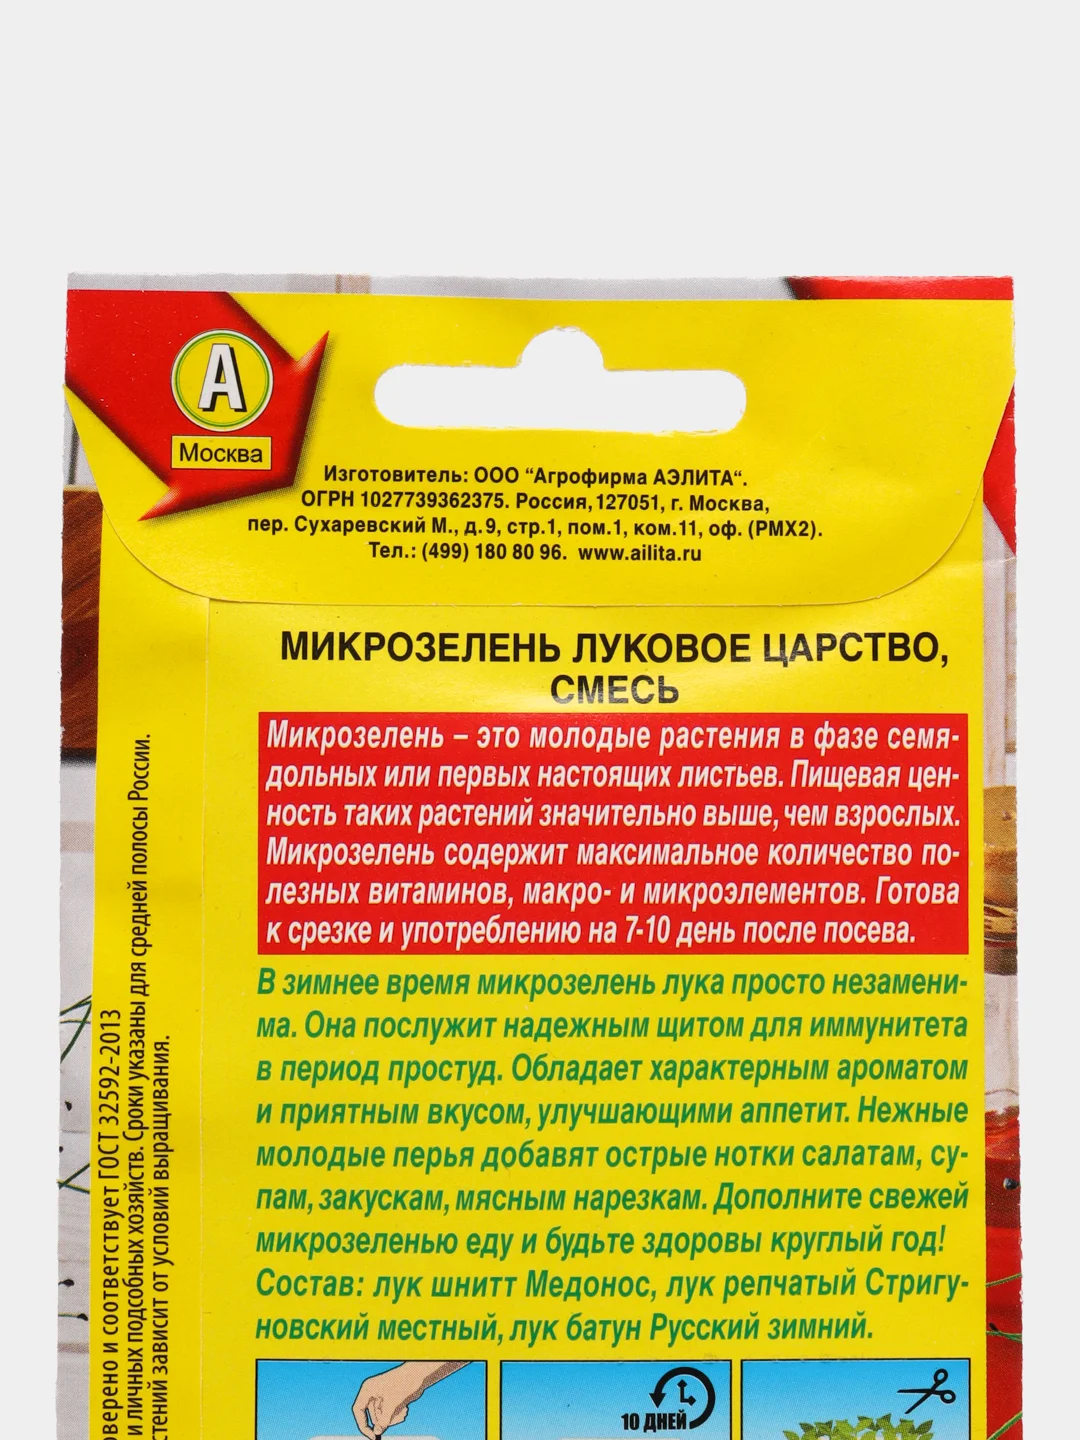 А
Москва
Изготовитель: ООО “Агрофирма АЭЛИТА“.
ОГРН 1027739362375. Россия, 127051, г. Москва,
пер. Сухаревский М., д.9, стр.1, пом.1, ком.11, оф. (РМХ2).
Тел.: (499) 180 80 96. www.ailita.ru
МИКРОЗЕЛЕНЬ ЛУКОВОЕ ЦАРСТВО,
СМЕСЬ
Микрозелень – это молодые растения в фазе семя-
дольных или первых настоящих листьев. Пищевая цен-
ность таких растений значительно выше, чем взрослых.
Микрозелень содержит максимальное количество по-
лезных витаминов, макро- и микроэлементов. Готова
к срезке и употреблению на 7-10 день после посева.
В зимнее время микрозелень лука просто незамени-
ма. Она послужит надежным щитом для иммунитета
в период простуд. Обладает характерным ароматом
и приятным вкусом, улучшающими аппетит. Нежные
молодые перья добавят острые нотки салатам, су-
пам, закускам, мясным нарезкам. Дополните свежей
микрозеленью еду и будьте здоровы круглый год!
Состав: лук шнитт Медонос, лук репчатый Стригу-
новский местный, лук батун Русский зимний.
10 ДНЕЙ
и соответствует ГОСТ 32592-2013
и личных подсобных хозяйств. Сроки указаны для средней полосы России.
зависит от условий выращивания.